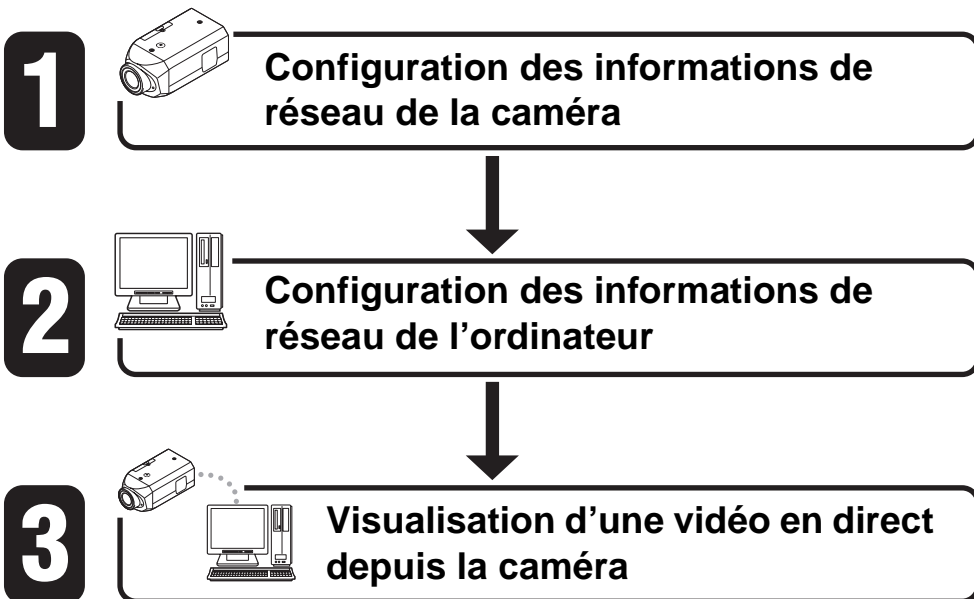 1
Configuration des informations de
réseau de la caméra
2
Configuration des informations de
réseau de l’ordinateur
3
Visualisation d’une vidéo en direct
depuis la caméra